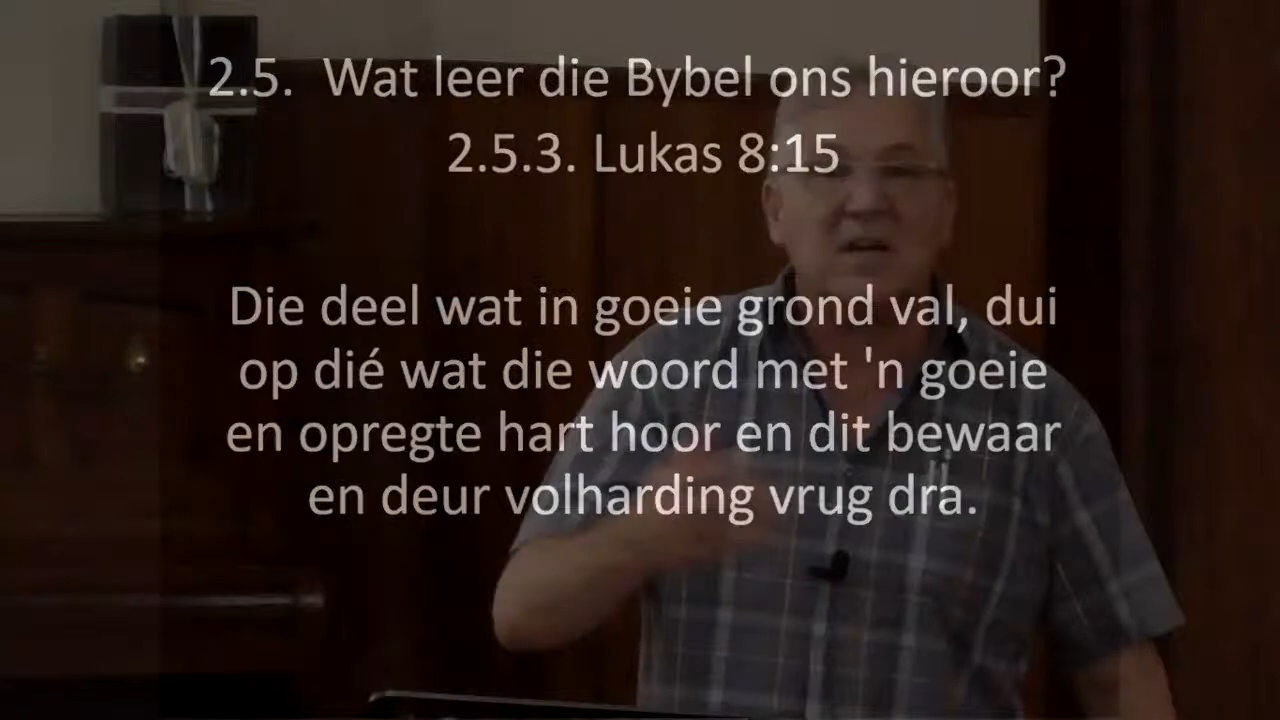 2.5. Wat leer die Bybel ons hieroor?
2.5.3. Lukas 8:15
Die deel wat in goeie grond val, dui
op dié wat die woord met 'n goeie
en opregte hart hoor en dit bewaar
en deur volharding vrug dra.